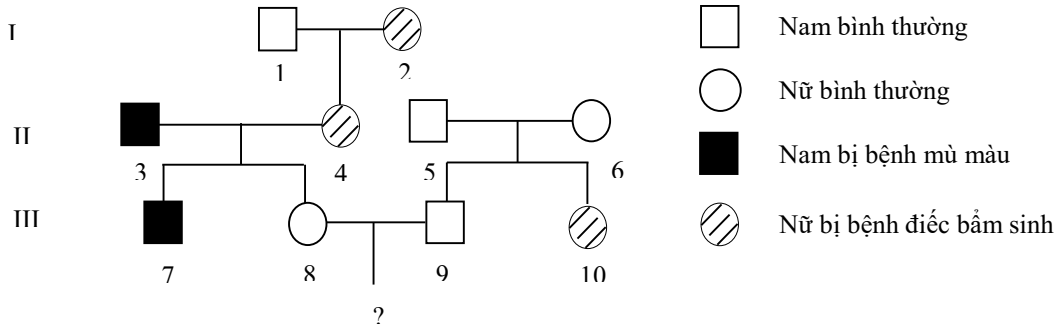 I
1
2
II
3
4
5
6
III
7
8
9
10
?
Nam bình thường
Nữ bình thường
Nam bị bệnh mù màu
Nữ bị bệnh điếc bẩm sinh